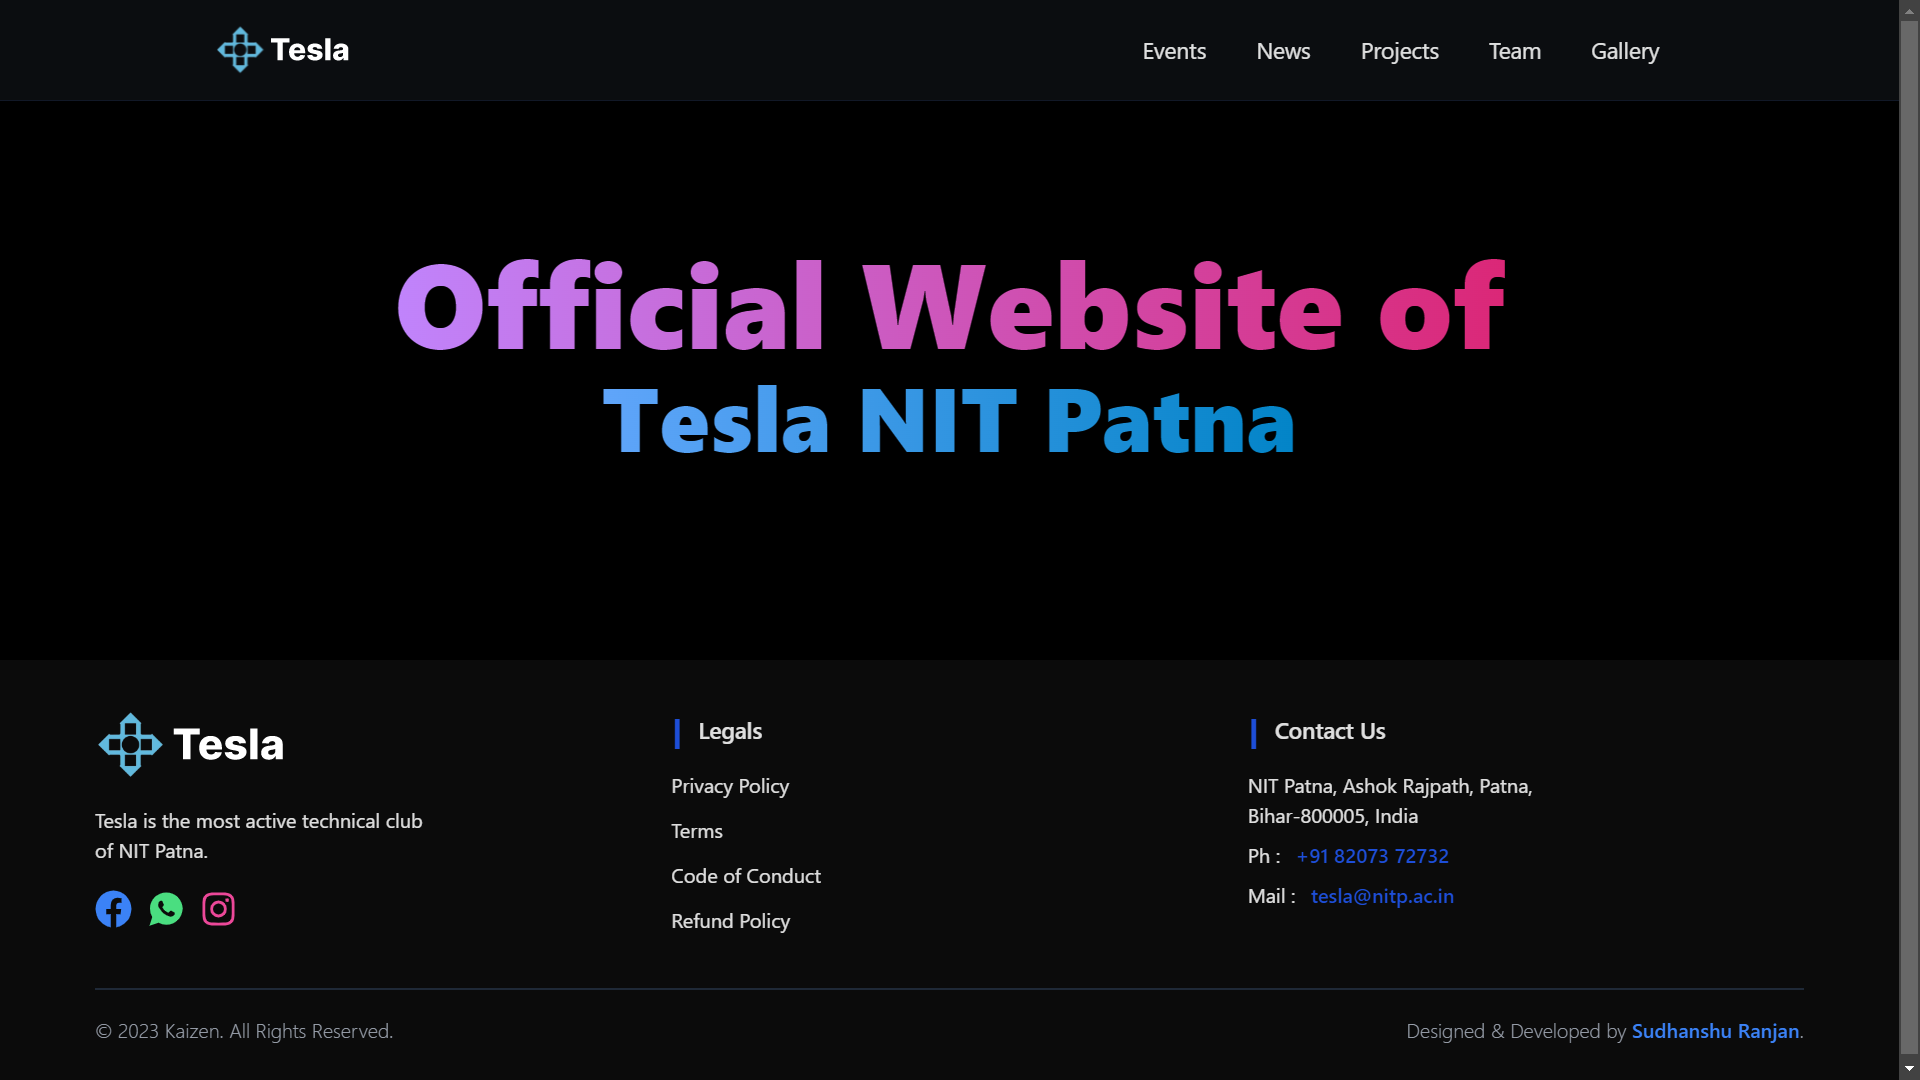 Tesla
Events
News
Projects
Team
Gallery
Official Website of
Tesla NIT Patna
Tesla
Tesla is the most active technical club
of NIT Patna.
Legals
Privacy Policy
Terms
Code of Conduct
Refund Policy
Contact Us
NIT Patna, Ashok Rajpath, Patna,
Bihar-800005, India
Ph : +91 82073 72732
Mail : tesla@nitp.ac.in
© 2023 Kaizen. All Rights Reserved.
Designed & Developed by Sudhanshu Ranjan.